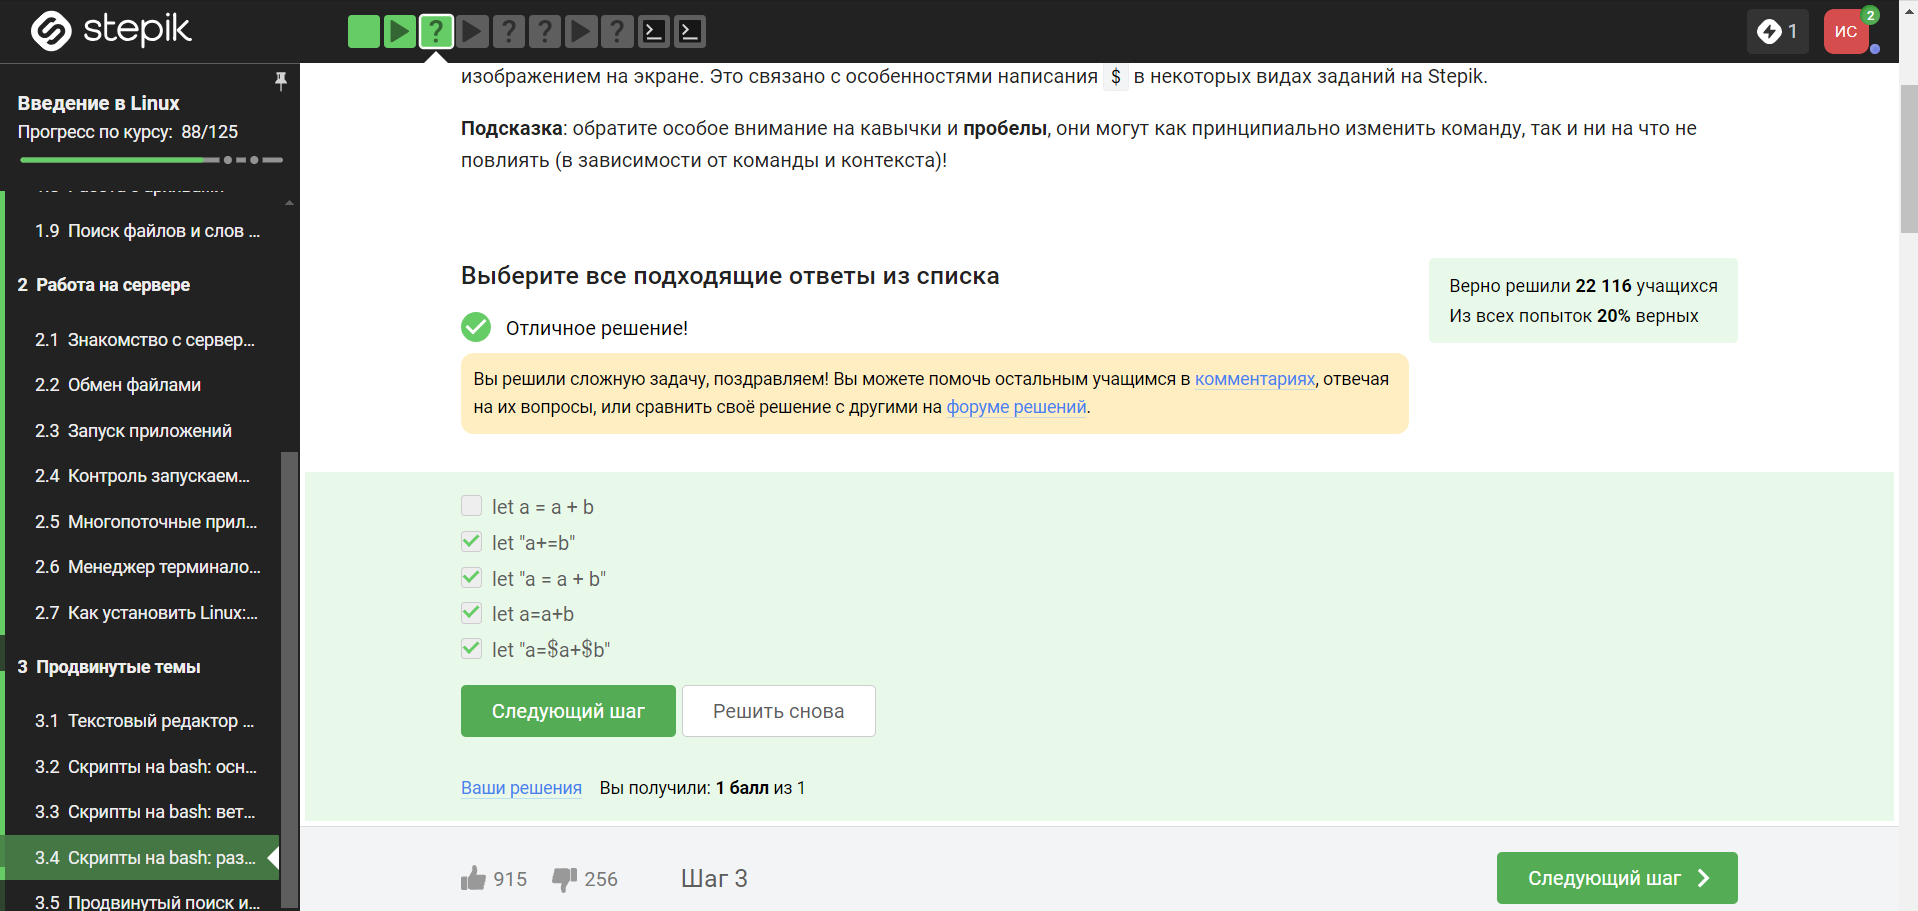 stepik
1
ИС
2
Введение в Linux
Прогресс по курсу: 88/125
1.9 Поиск файлов и слов ...
2 Работа на сервере
2.1 Знакомство с сервер...
2.2 Обмен файлами
2.3 Запуск приложений
2.4 Контроль запускаем...
2.5 Многопоточные прил...
2.6 Менеджер терминало...
2.7 Как установить Linux:...
3 Продвинутые темы
3.1 Текстовый редактор ...
3.2 Скрипты на bash: осн...
3.3 Скрипты на bash: вет...
3.4 Скрипты на bash: раз...
3.5 Продвинутый поиск и...
изображением на экране. Это связано с особенностями написания $ в некоторых видах заданий на Stepik.
Подсказка: обратите особое внимание на кавычки и пробелы, они могут как принципиально изменить команду, так и ни на что не
повлиять (в зависимости от команды и контекста)!
Выберите все подходящие ответы из списка
Верно решили 22 116 учащихся
Из всех попыток 20% верных
Отличное решение!
Вы решили сложную задачу, поздравляем! Вы можете помочь остальным учащимся в комментариях, отвечая
на их вопросы, или сравнить своё решение с другими на форуме решений.
let a = a + b
let "a+=b"
let "a = a + b"
let a=a+b
let "a=$a+$b"
Следующий шаг
Решить снова
Ваши решения Вы получили: 1 балл из 1
915 256 Шаг 3
Следующий шаг